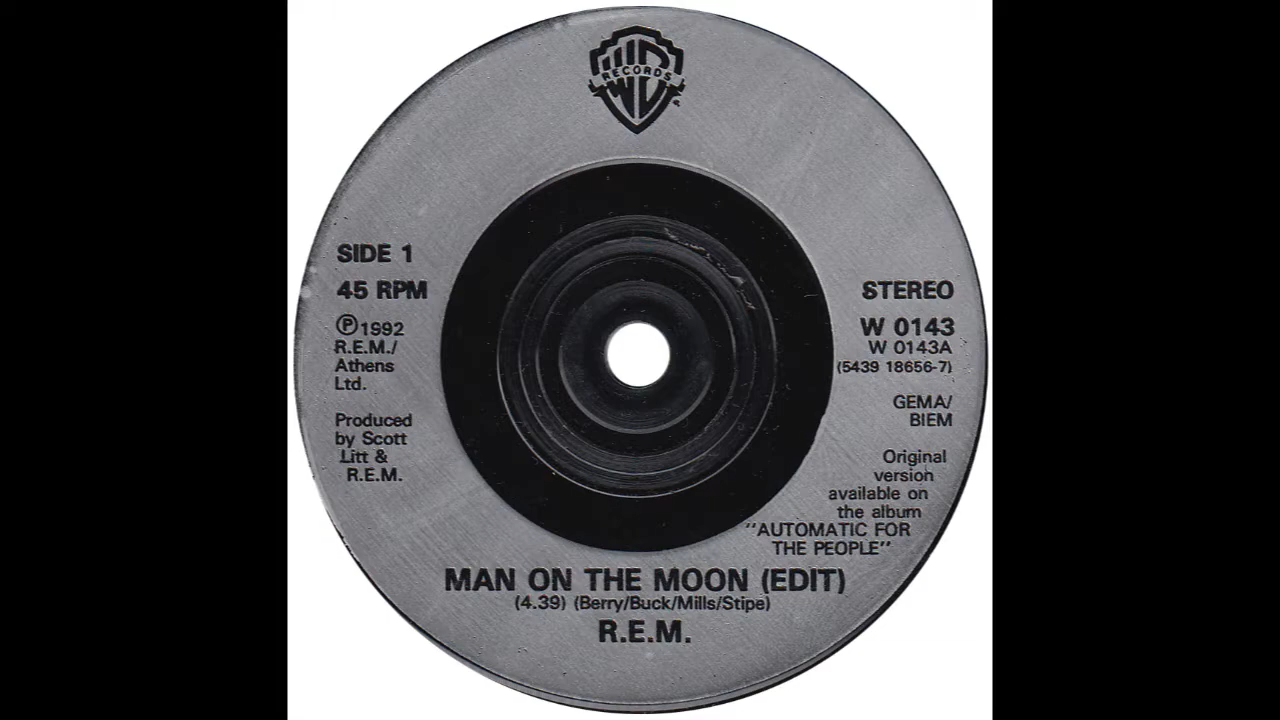 RECORDS
SIDE 1
45 RPM
℗1992
R.E.M./
Athens
Ltd.
Produced
by Scott
Litt &
R.E.M.
STEREO
W 0143
W 0143A
(5439 18656-7)
GEMA/
BIEM
Original
version
available on
the album
"AUTOMATIC FOR
THE PEOPLE"
MAN ON THE MOON (EDIT)
(4.39) (Berry/Buck/Mills/Stipe)
R.E.M.